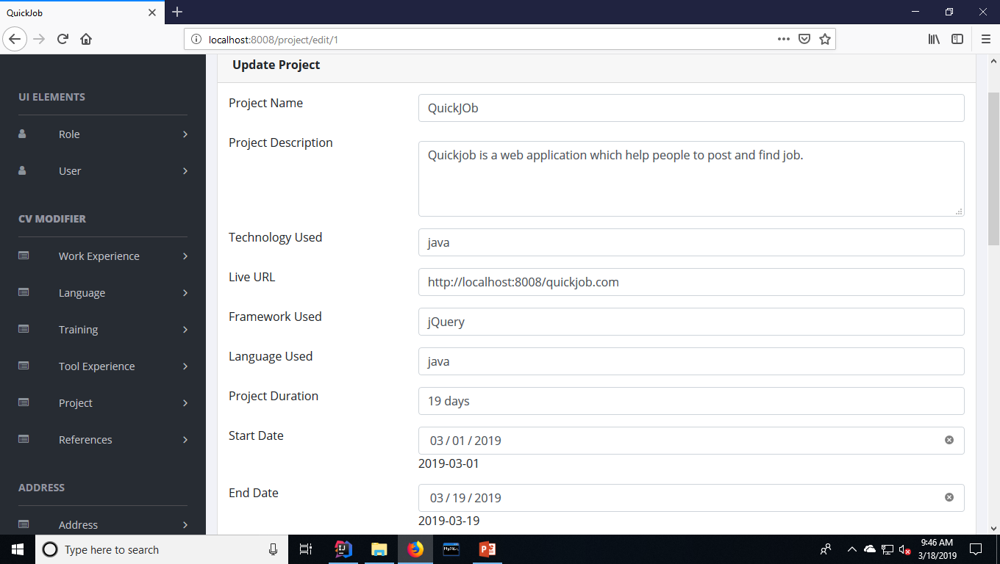 QuickJob
localhost:8008/project/edit/1
UI ELEMENTS
Role
User
CV MODIFIER
Work Experience
Language
Training
Tool Experience
Project
References
ADDRESS
Address
Update Project
Project Name
QuickJOb
Project Description
Quickjob is a web application which help people to post and find job.
Technology Used
java
Live URL
http://localhost:8008/quickjob.com
Framework Used
jQuery
Language Used
java
Project Duration
19 days
Start Date
03 / 01 / 2019
2019-03-01
End Date
03 / 19 / 2019
2019-03-19
Type here to search
IJ
MySQL
P
9:46 AM
3/18/2019